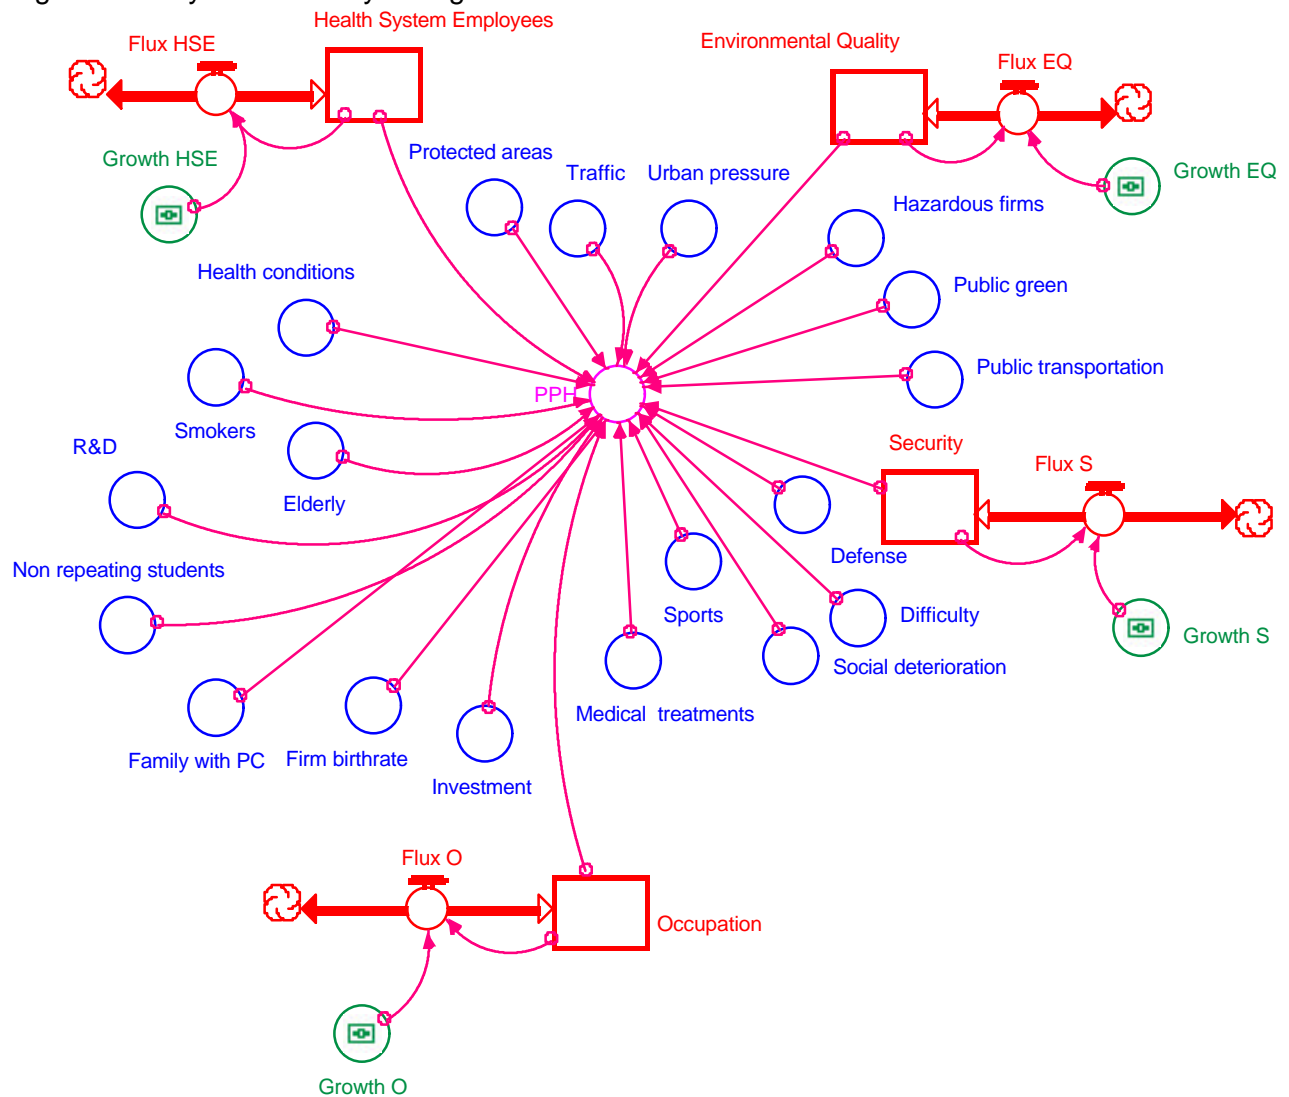 Health System Employees
Flux HSE
Environmental Quality
Flux EQ
Growth HSE
Protected areas
Traffic
Urban pressure
Growth EQ
Hazardous firms
Health conditions
Public green
Public transportation
PPH
Smokers
R&D
Security
Flux S
Elderly
Defense
Non repeating students
Sports
Difficulty
Growth S
Social deterioration
Medical treatments
Family with PC
Firm birthrate
Investment
Flux O
Occupation
Growth O